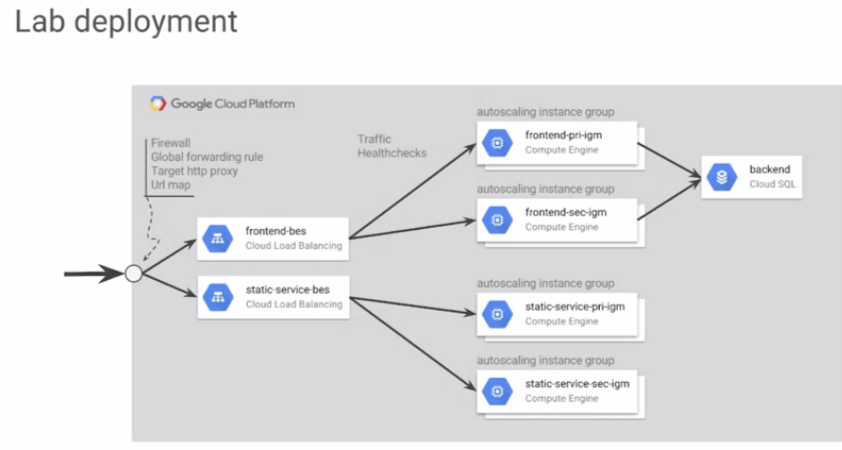 Lab deployment
Google Cloud Platform
Firewall
Global forwarding rule
Target http proxy
Url map
Traffic
Healthchecks
frontend-bes
Cloud Load Balancing
static-service-bes
Cloud Load Balancing
autoscaling instance group
frontend-pri-igm
Compute Engine
autoscaling instance group
frontend-sec-igm
Compute Engine
autoscaling instance group
static-service-pri-igm
Compute Engine
autoscaling instance group
static-service-sec-igm
Compute Engine
backend
Cloud SQL